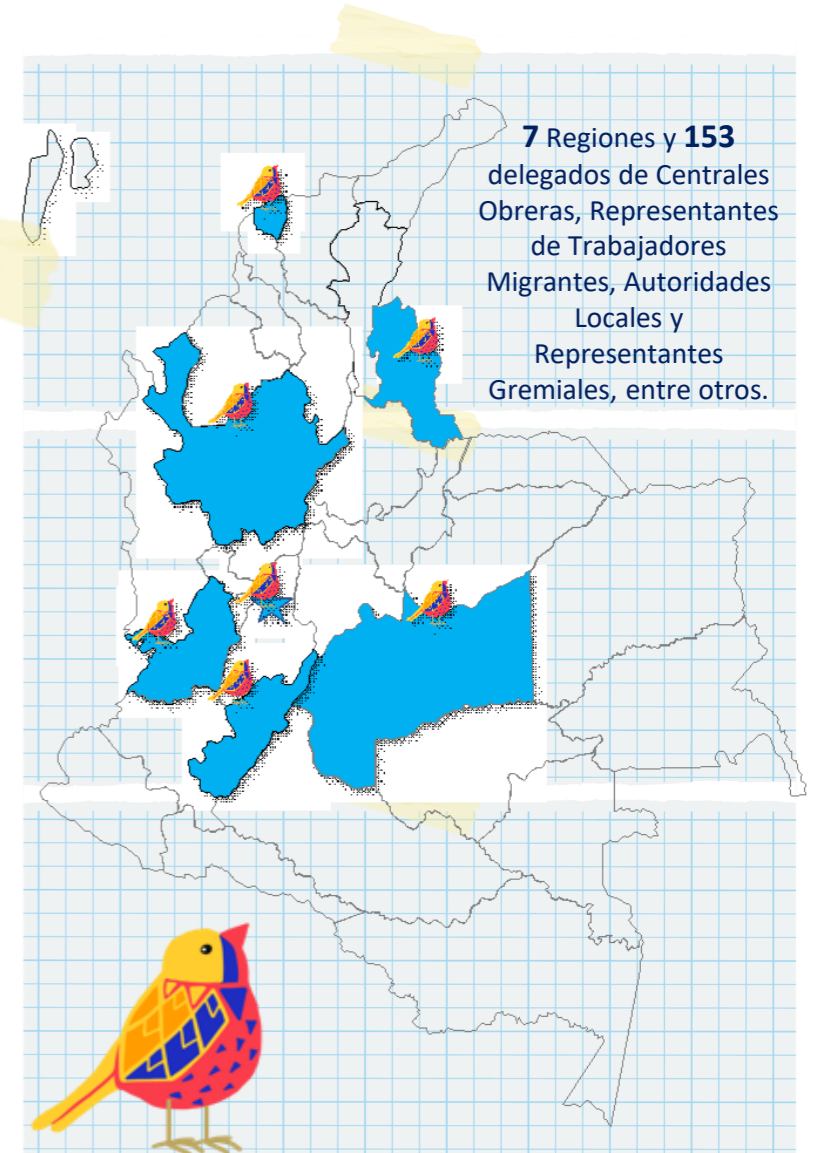 7 Regiones y 153
delegados de Centrales
Obreras, Representantes
de Trabajadores
Migrantes, Autoridades
Locales y
Representantes
Gremiales, entre otros.